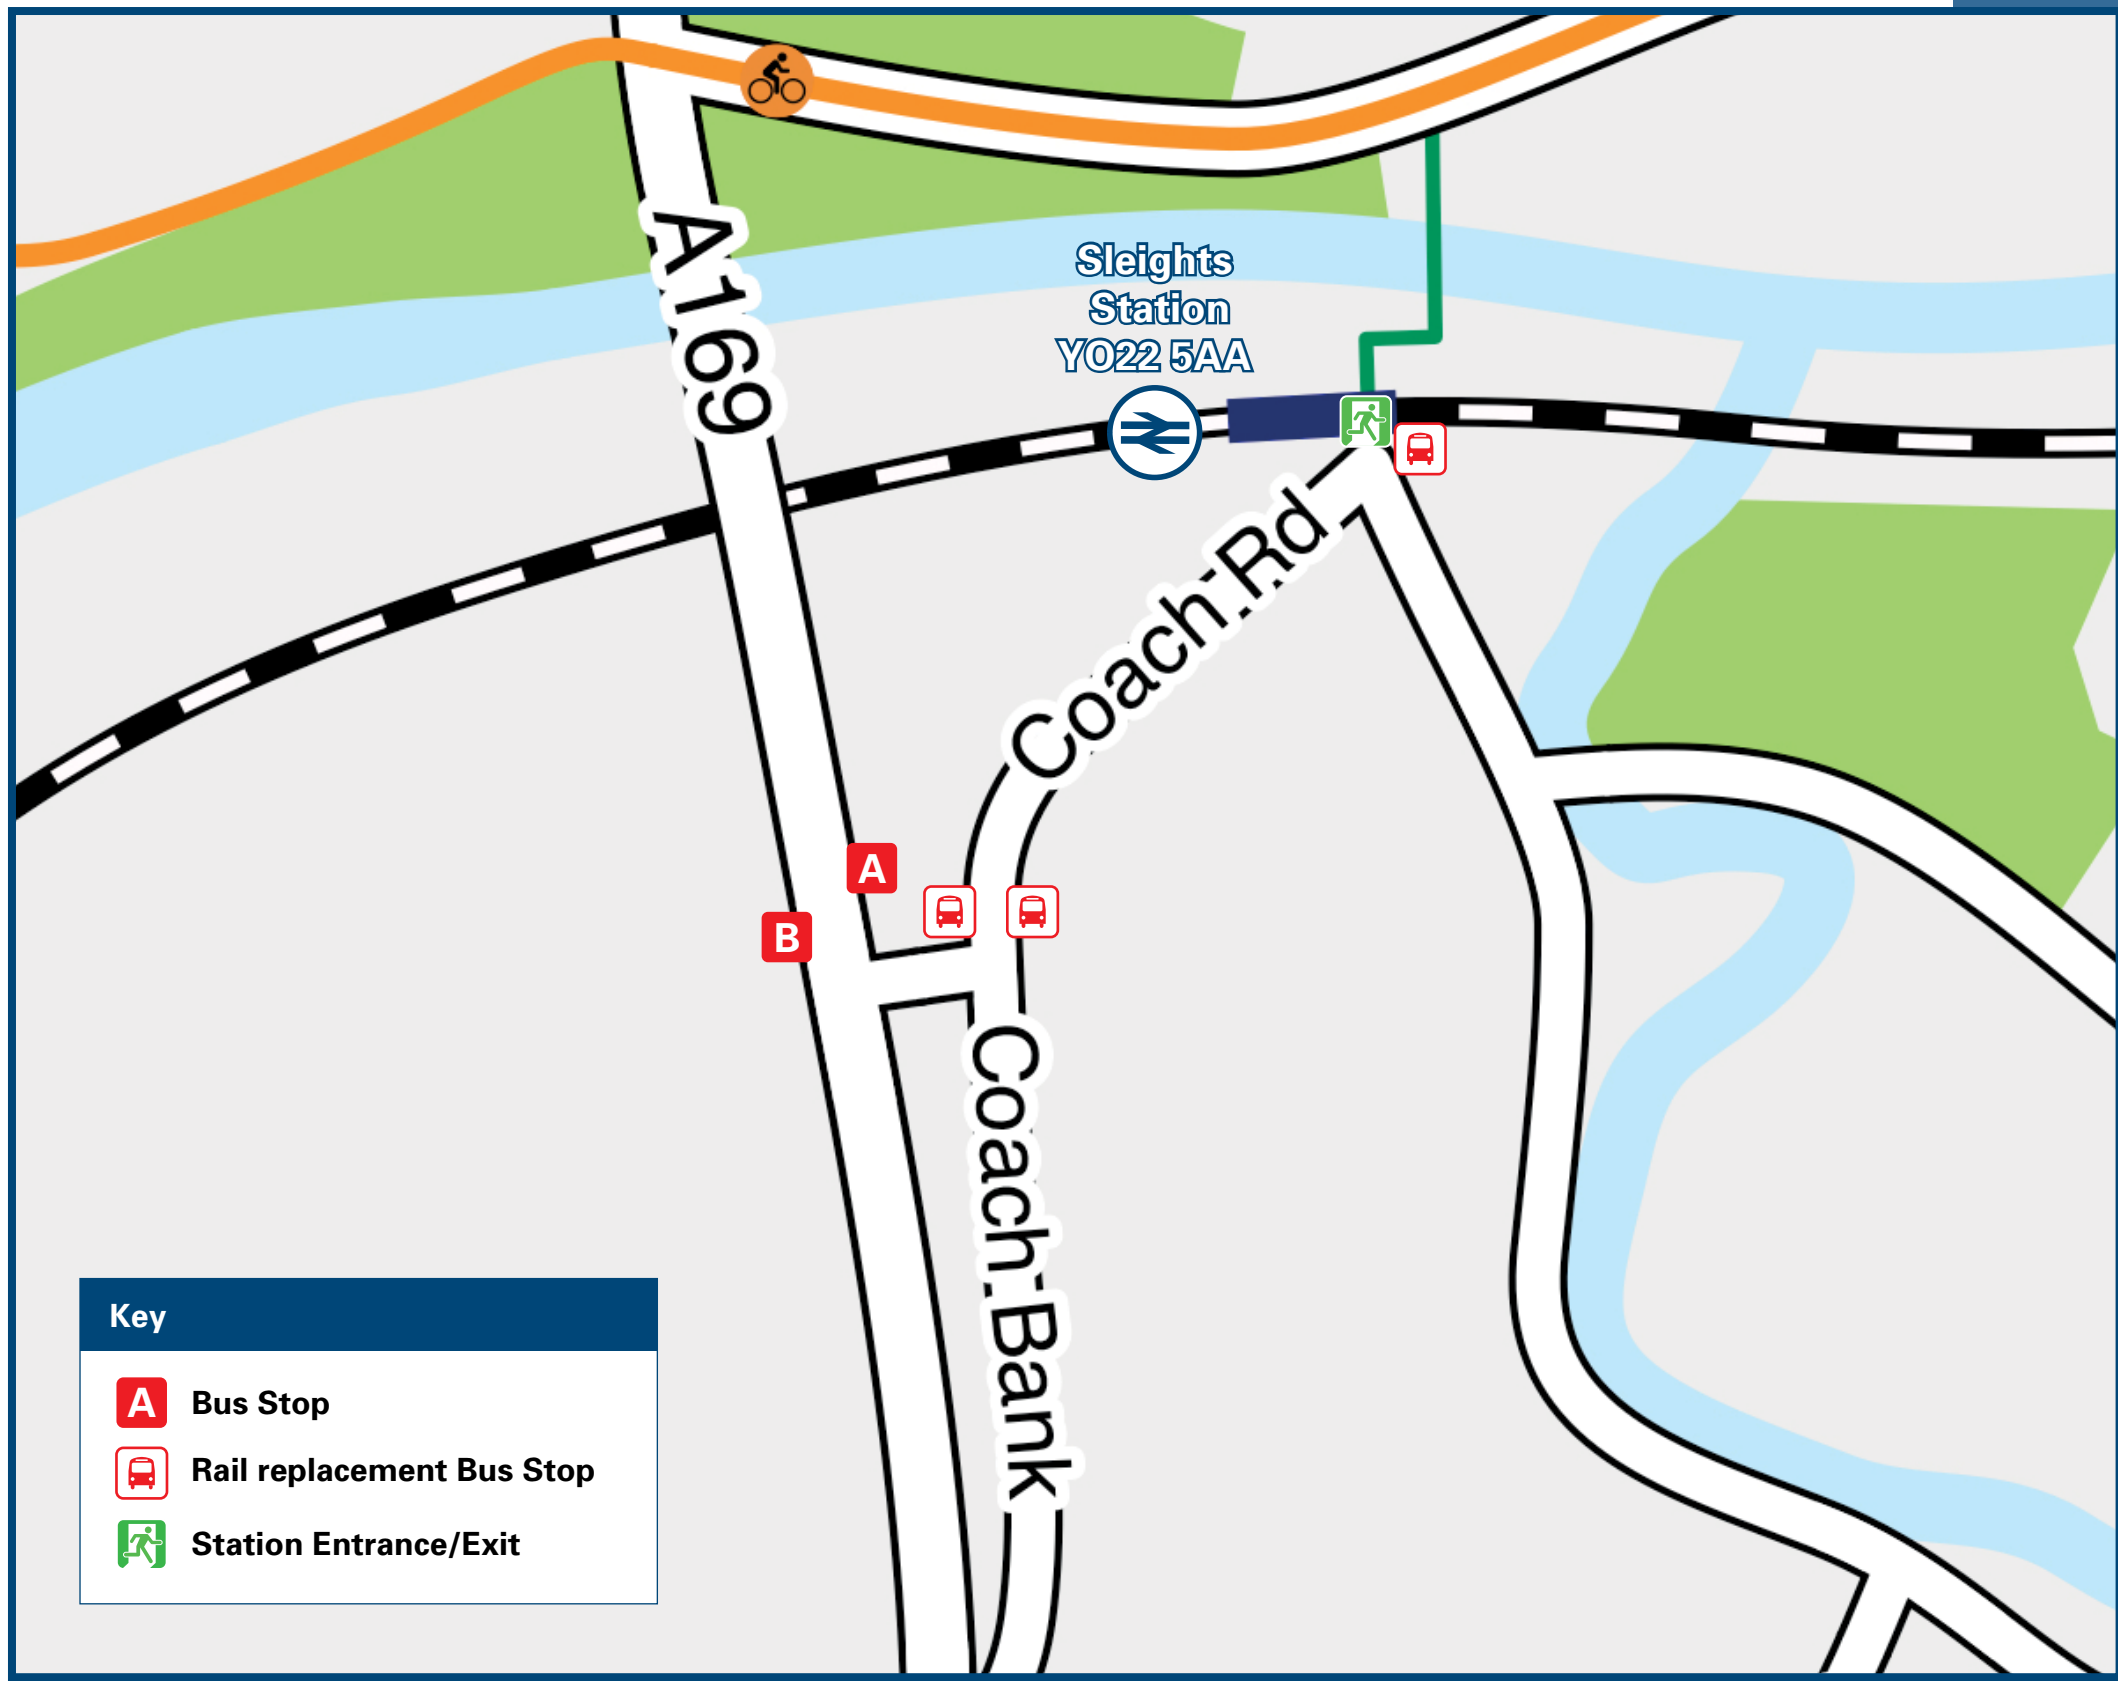 A169
Sleights
Station
YO22 5AA
Coach Rd
A
B
Coach Bank
Key
A Bus Stop
Rail replacement Bus Stop
Station Entrance/Exit